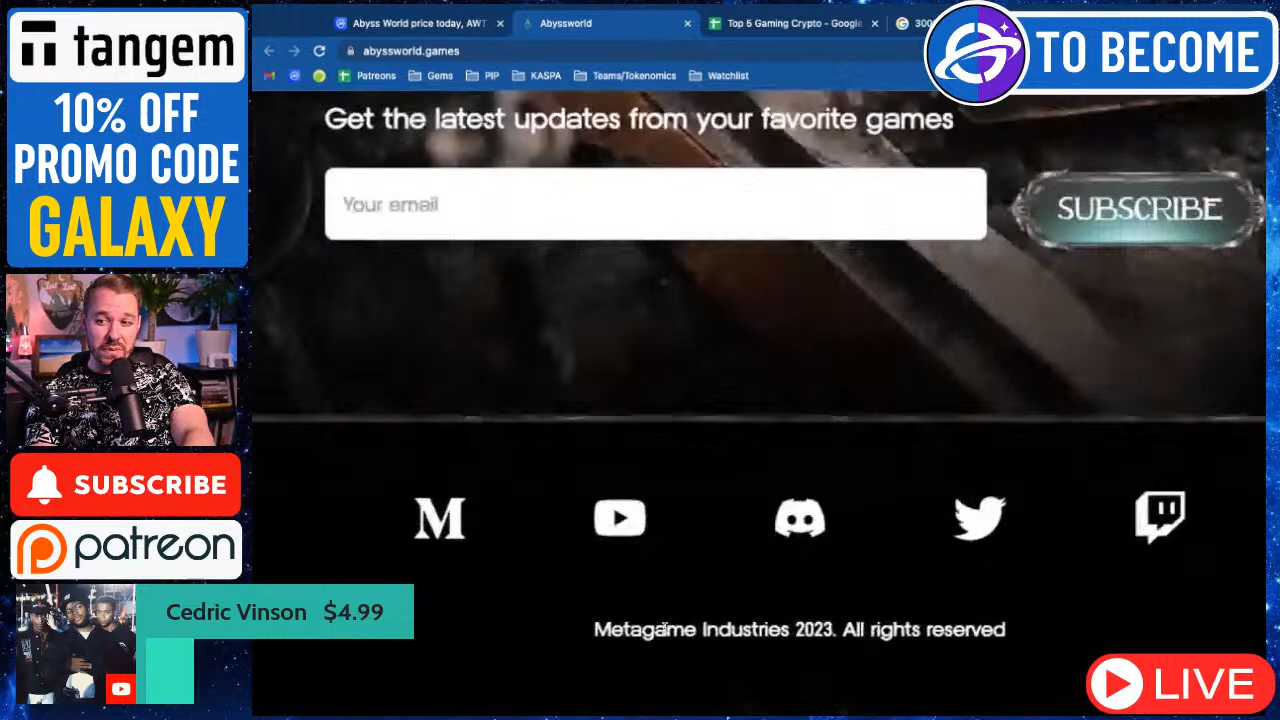 tangem
10% OFF
PROMO CODE
GALAXY
SUBSCRIBE
patreon
Cedric Vinson $4.99
Abyss World price today, AWT
Abyssworld
Top 5 Gaming Crypto - Google
300
abyssworld.games
Patreons
Gems
PIP
KASPA
Teams/Tokenomics
Watchlist
TO BECOME
Get the latest updates from your favorite games
Your email
SUBSCRIBE
Metagame Industries 2023. All rights reserved
LIVE